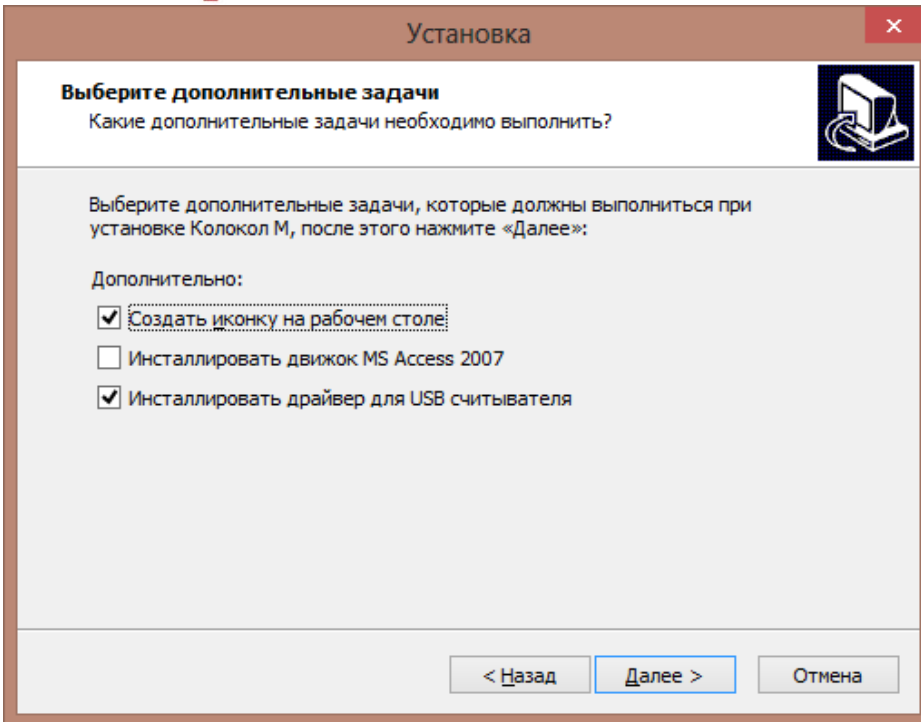 Установка
Выберите дополнительные задачи
Какие дополнительные задачи необходимо выполнить?
Выберите дополнительные задачи, которые должны выполниться при
установке Колокол М, после этого нажмите «Далее»:
Дополнительно:
Создать иконку на рабочем столе
Инсталлировать движок MS Access 2007
Инсталлировать драйвер для USB считывателя
< Назад
Далее >
Отмена